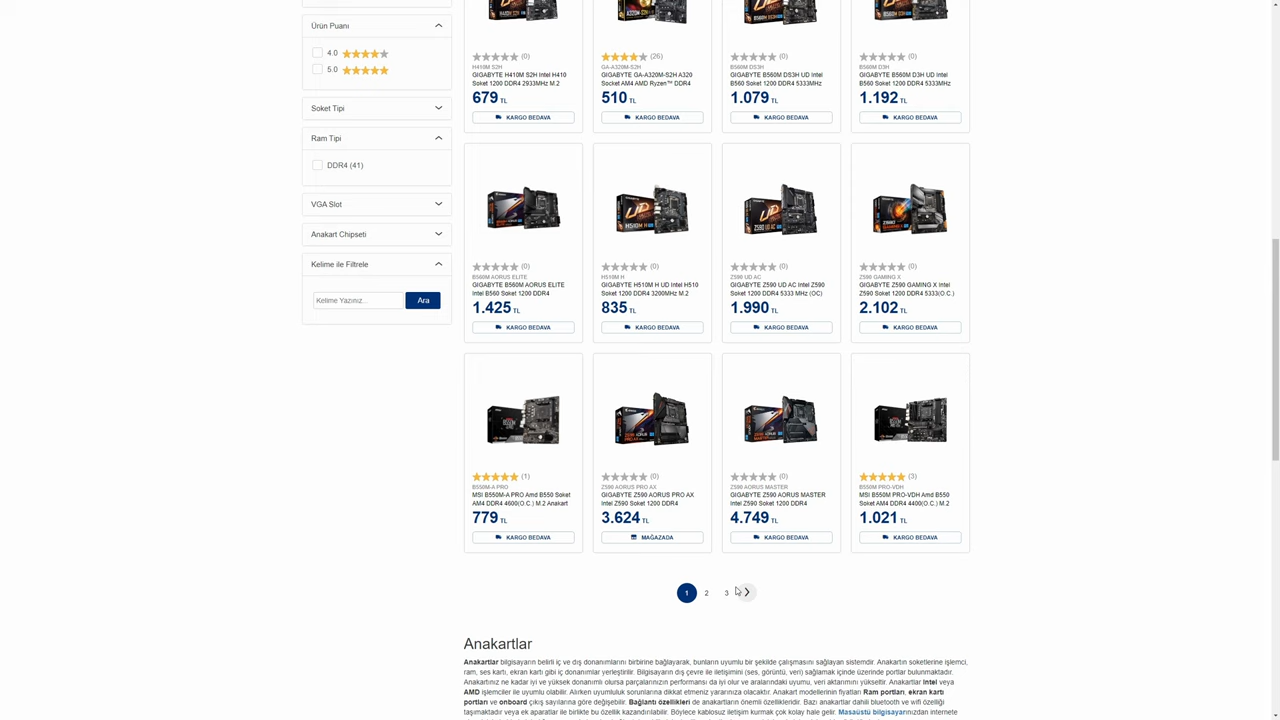 Ürün Puanı
4.0
5.0
Soket Tipi
Ram Tipi
DDR4 (41)
VGA Slot
Anakart Chipseti
Kelime ile Filtrele
Kelime Yazınız...
Ara
(0)
H410M S2H
GIGABYTE H410M S2H Intel H410
Soket 1200 DDR4 2933MHz M.2
679 TL
KARGO BEDAVA
(26)
GA-A320M-S2H
GIGABYTE GA-A320M-S2H A320
Socket AM4 AMD Ryzen™ DDR4
510 TL
KARGO BEDAVA
(0)
B560M DS3H
GIGABYTE B560M DS3H UD Intel
B560 Soket 1200 DDR4 5333MHz
1.079 TL
KARGO BEDAVA
(0)
B560M D3H
GIGABYTE B560M D3H UD Intel
B560 Soket 1200 DDR4 5333MHz
1.192 TL
KARGO BEDAVA
(0)
B560M AORUS ELITE
GIGABYTE B560M AORUS ELITE
Intel B560 Soket 1200 DDR4
1.425 TL
KARGO BEDAVA
UD
H510M H
(0)
H510M H
GIGABYTE H510M H UD Intel H510
Soket 1200 DDR4 3200MHz M.2
835 TL
KARGO BEDAVA
UD
Z590 UD AC
(0)
Z590 UD AC
GIGABYTE Z590 UD AC Intel Z590
Soket 1200 DDR4 5333 MHz (OC)
1.990 TL
KARGO BEDAVA
(0)
Z590 GAMING X
GIGABYTE Z590 GAMING X Intel
Z590 Soket 1200 DDR4 5333(O.C.)
2.102 TL
KARGO BEDAVA
(1)
B550M-A PRO
MSI B550M-A PRO Amd B550 Soket
AM4 DDR4 4600(O.C.) M.2 Anakart
779 TL
KARGO BEDAVA
(0)
Z590 AORUS PRO AX
GIGABYTE Z590 AORUS PRO AX
Intel Z590 Soket 1200 DDR4
3.624 TL
MAĞAZADA
(0)
Z590 AORUS MASTER
GIGABYTE Z590 AORUS MASTER
Intel Z590 Soket 1200 DDR4
4.749 TL
KARGO BEDAVA
(3)
B550M PRO-VDH
MSI B550M PRO-VDH Amd B550
Soket AM4 DDR4 4400(O.C.) M.2
1.021 TL
KARGO BEDAVA
1 2 3
Anakartlar
Anakartlar bilgisayarın belirli iç ve dış donanımlarını birbirine bağlayarak, bunların uyumlu bir şekilde çalışmasını sağlayan sistemdir. Anakartın soketlerine işlemci,
ram, ses kartı, ekran kartı gibi iç donanımlar yerleştirilir. Bilgisayarın dış çevre ile iletişimini (ses, görüntü, veri) sağlamak içinde üzerinde portlar bulunmaktadır.
Anakartınız ne kadar iyi ve yüksek donanımlı olursa parçalarınızın performansı da iyi olur ve aralarındaki uyumu, veri aktarımını yükseltir. Anakartlar Intel veya
AMD işlemciler ile uyumlu olabilir. Alırken uyumluluk sorunlarına dikkat etmeniz yararınıza olacaktır. Anakart modellerinin fiyatları Ram portları, ekran kartı
portları ve onboard çıkış sayılarına göre değişebilir. Bağlantı özellikleri de anakartların önemli özellikleridir. Bazı anakartlar dahili bluetooth ve wifi özelliği
taşımaktadır veya ek aparatlar ile birlikte bu özellik kazandırılabilir. Böylece kablosuz iletişim kurmak çok kolay hale gelir. Masaüstü bilgisayarınızdan internete